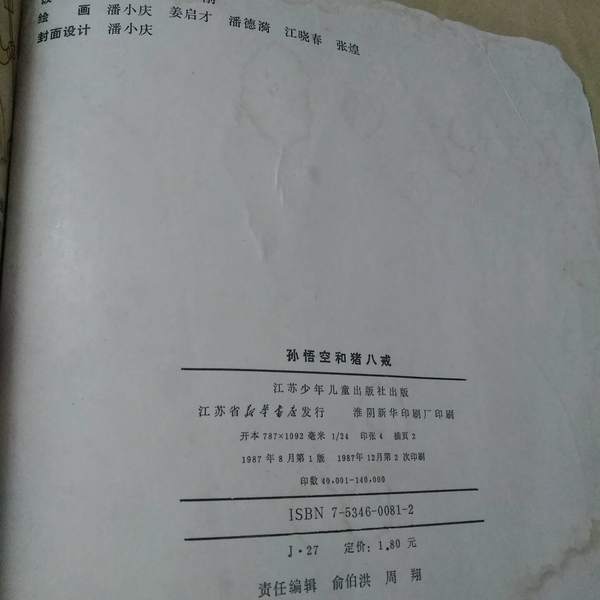 绘　　画　潘小庆　姜启才　潘德漪　江晓春　张煌
封面设计　潘小庆
孙悟空和猪八戒
江苏少年儿童出版社出版
江苏省新华书店发行　淮阴新华印刷厂印刷
开本 787×1092 毫米 1/24　印张 4　插页 2
1987 年 8 月第 1 版　1987 年 12 月第 2 次印刷
印数 40,001-140,000
ISBN 7-5346-0081-2
J·27　定价：1.80 元
责任编辑　俞伯洪　周　翔